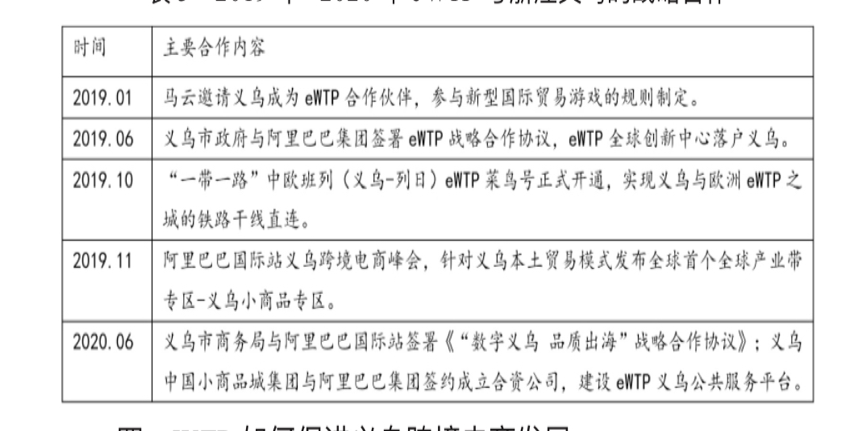 时间 主要合作内容
2019.01 马云邀请义乌成为 eWTP 合作伙伴，参与新型国际贸易游戏的规则制定。
2019.06 义乌市政府与阿里巴巴集团签署 eWTP 战略合作协议，eWTP 全球创新中心落户义乌。
2019.10 “一带一路”中欧班列（义乌-列日）eWTP 菜鸟号正式开通，实现义乌与欧洲 eWTP 之
城的铁路干线直连。
2019.11 阿里巴巴国际站义乌跨境电商峰会，针对义乌本土贸易模式发布全球首个全球产业带
专区-义乌小商品专区。
2020.06 义乌市商务局与阿里巴巴国际站签署《“数字义乌 品质出海”战略合作协议》；义乌
中国小商品城集团与阿里巴巴集团签约成立合资公司，建设 eWTP 义乌公共服务平台。